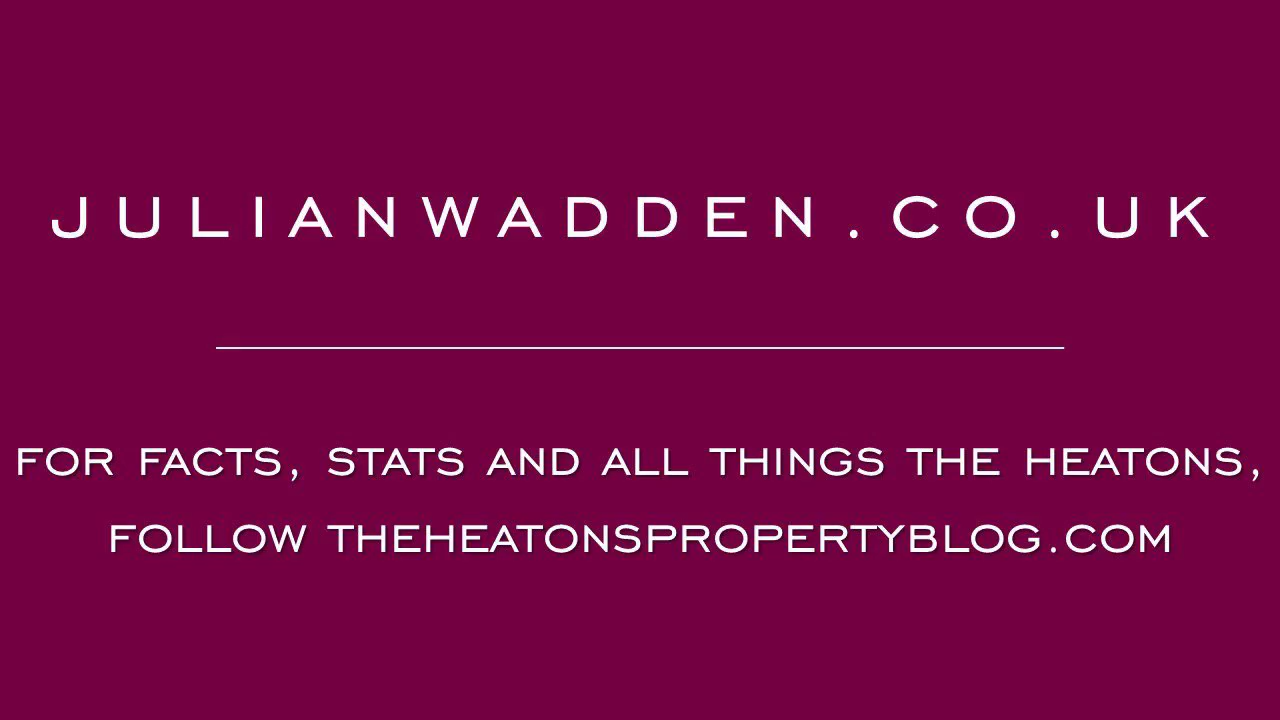 JULIANWADDEN.CO.UK
FOR FACTS, STATS AND ALL THINGS THE HEATONS,
FOLLOW THEHEATONSPROPERTYBLOG.COM